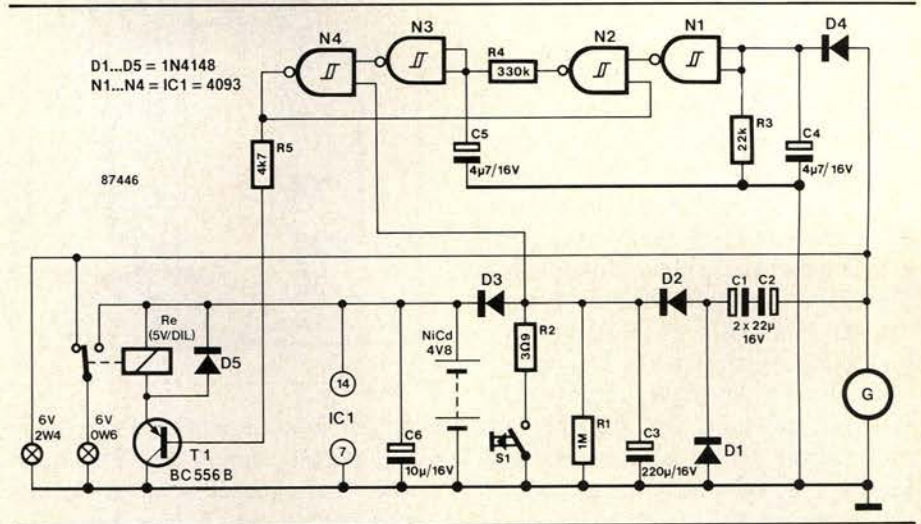 N4
N3
N2
N1
D4
D1...D5 = 1N4148
N1...N4 = IC1 = 4093
R4
330k
R5
4k7
C5
4µ7/16V
R3
22k
C4
4µ7/16V
87446
Re
(5V/DIL)
D5
D3
D2
C1
C2
2 x 22µ
16V
R2
3Ω9
NiCd
4V8
14
IC1
7
6V
2W4
6V
0W6
T1
BC556B
C6
10µ/16V
S1
R1
1M
C3
220µ/16V
D1
G